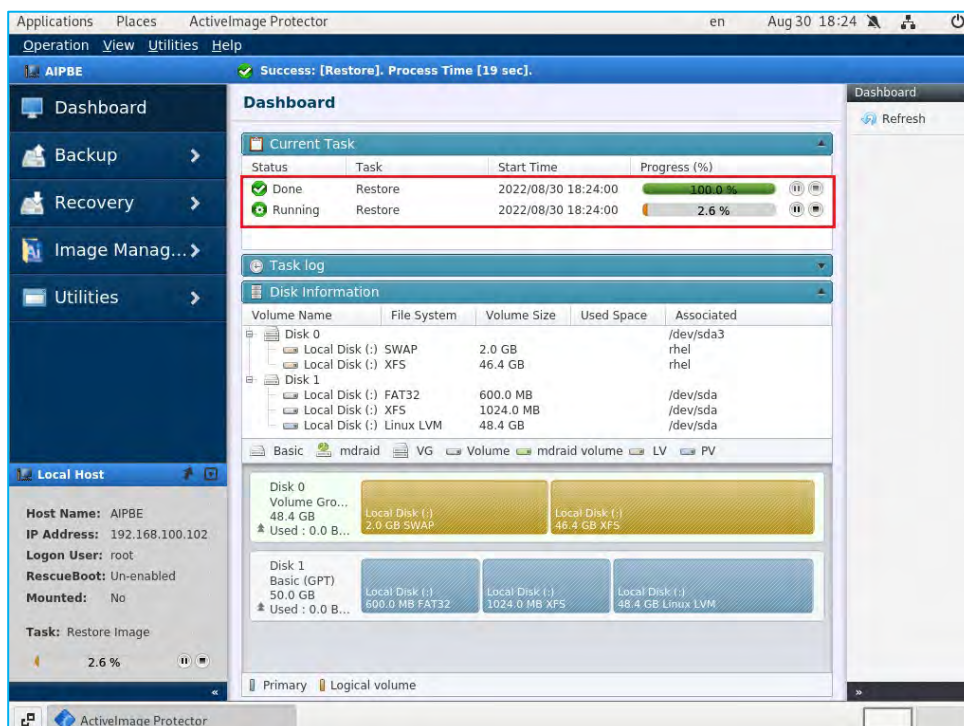 Applications Places ActiveImage Protector en Aug 30 18:24
Operation View Utilities Help
AIPBE Success: [Restore]. Process Time [19 sec].
Dashboard
Backup
Recovery
Image Manag...
Utilities
Dashboard
Current Task
Status Task Start Time Progress (%)
Done Restore 2022/08/30 18:24:00 100.0 %
Running Restore 2022/08/30 18:24:00 2.6 %
Task log
Disk Information
Volume Name File System Volume Size Used Space Associated
Disk 0 /dev/sda3
Local Disk (:) SWAP 2.0 GB rhel
Local Disk (:) XFS 46.4 GB rhel
Disk 1
Local Disk (:) FAT32 600.0 MB /dev/sda
Local Disk (:) XFS 1024.0 MB /dev/sda
Local Disk (:) Linux LVM 48.4 GB /dev/sda
Basic mdraid VG Volume mdraid volume LV PV
Disk 0
Volume Gro...
48.4 GB
Used : 0.0 B...
Local Disk (:)
2.0 GB SWAP
Local Disk (:)
46.4 GB XFS
Disk 1
Basic (GPT)
50.0 GB
Used : 0.0 B...
Local Disk (:)
600.0 MB FAT32
Local Disk (:)
1024.0 MB XFS
Local Disk (:)
48.4 GB Linux LVM
Primary Logical volume
Dashboard
Refresh
Local Host
Host Name: AIPBE
IP Address: 192.168.100.102
Logon User: root
RescueBoot: Un-enabled
Mounted: No
Task: Restore Image
2.6 %
«
»
ActiveImage Protector